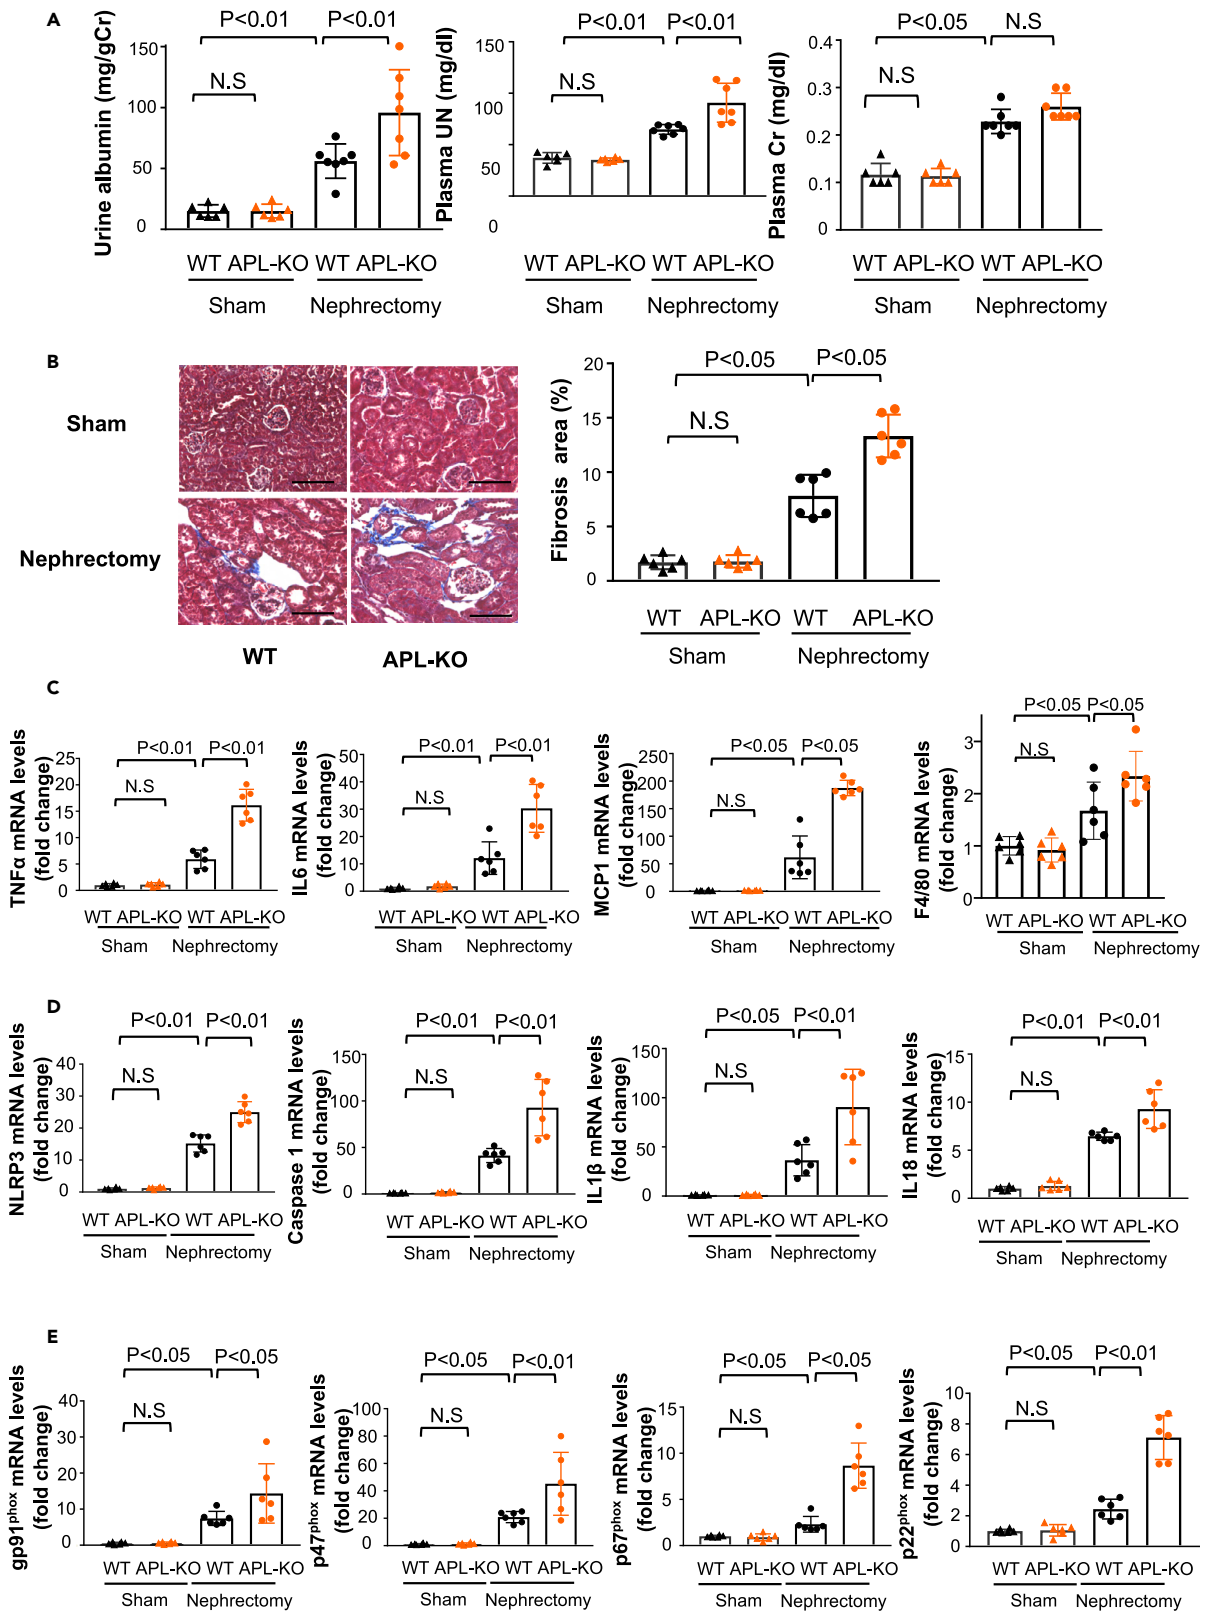 A
P<0.01 P<0.01
N.S
Urine albumin (mg/gCr)
150
100
50
0
WT APL-KO WT APL-KO
Sham Nephrectomy
P<0.01 P<0.01
N.S
Plasma UN (mg/dl)
150
100
50
0
WT APL-KO WT APL-KO
Sham Nephrectomy
P<0.05 N.S
N.S
Plasma Cr (mg/dl)
0.4
0.3
0.2
0.1
0
WT APL-KO WT APL-KO
Sham Nephrectomy
B
Sham
Nephrectomy
WT APL-KO
P<0.05 P<0.05
N.S
Fibrosis area (%)
20
15
10
5
0
WT APL-KO WT APL-KO
Sham Nephrectomy
C
P<0.01 P<0.01
N.S
TNFα mRNA levels
(fold change)
25
20
15
10
5
0
WT APL-KO WT APL-KO
Sham Nephrectomy
P<0.01 P<0.01
N.S
IL6 mRNA levels
(fold change)
50
40
30
20
10
0
WT APL-KO WT APL-KO
Sham Nephrectomy
P<0.05 P<0.05
N.S
MCP1 mRNA levels
(fold change)
250
200
150
100
50
0
WT APL-KO WT APL-KO
Sham Nephrectomy
P<0.05 P<0.05
N.S
F4/80 mRNA levels
(fold change)
3
2
1
0
WT APL-KO WT APL-KO
Sham Nephrectomy
D
P<0.01 P<0.01
N.S
NLRP3 mRNA levels
(fold change)
40
30
20
10
0
WT APL-KO WT APL-KO
Sham Nephrectomy
P<0.01 P<0.01
N.S
Caspase 1 mRNA levels
(fold change)
150
100
50
0
WT APL-KO WT APL-KO
Sham Nephrectomy
P<0.05 P<0.01
N.S
IL1β mRNA levels
(fold change)
150
100
50
0
WT APL-KO WT APL-KO
Sham Nephrectomy
P<0.01 P<0.01
N.S
IL18 mRNA levels
(fold change)
15
10
5
0
WT APL-KO WT APL-KO
Sham Nephrectomy
E
P<0.05 P<0.05
N.S
gp91phox mRNA levels
(fold change)
40
30
20
10
0
WT APL-KO WT APL-KO
Sham Nephrectomy
P<0.05 P<0.01
N.S
p47phox mRNA levels
(fold change)
100
80
60
40
20
0
WT APL-KO WT APL-KO
Sham Nephrectomy
P<0.05 P<0.05
N.S
p67phox mRNA levels
(fold change)
15
10
5
0
WT APL-KO WT APL-KO
Sham Nephrectomy
P<0.05 P<0.01
N.S
p22phox mRNA levels
(fold change)
10
8
6
4
2
0
WT APL-KO WT APL-KO
Sham Nephrectomy